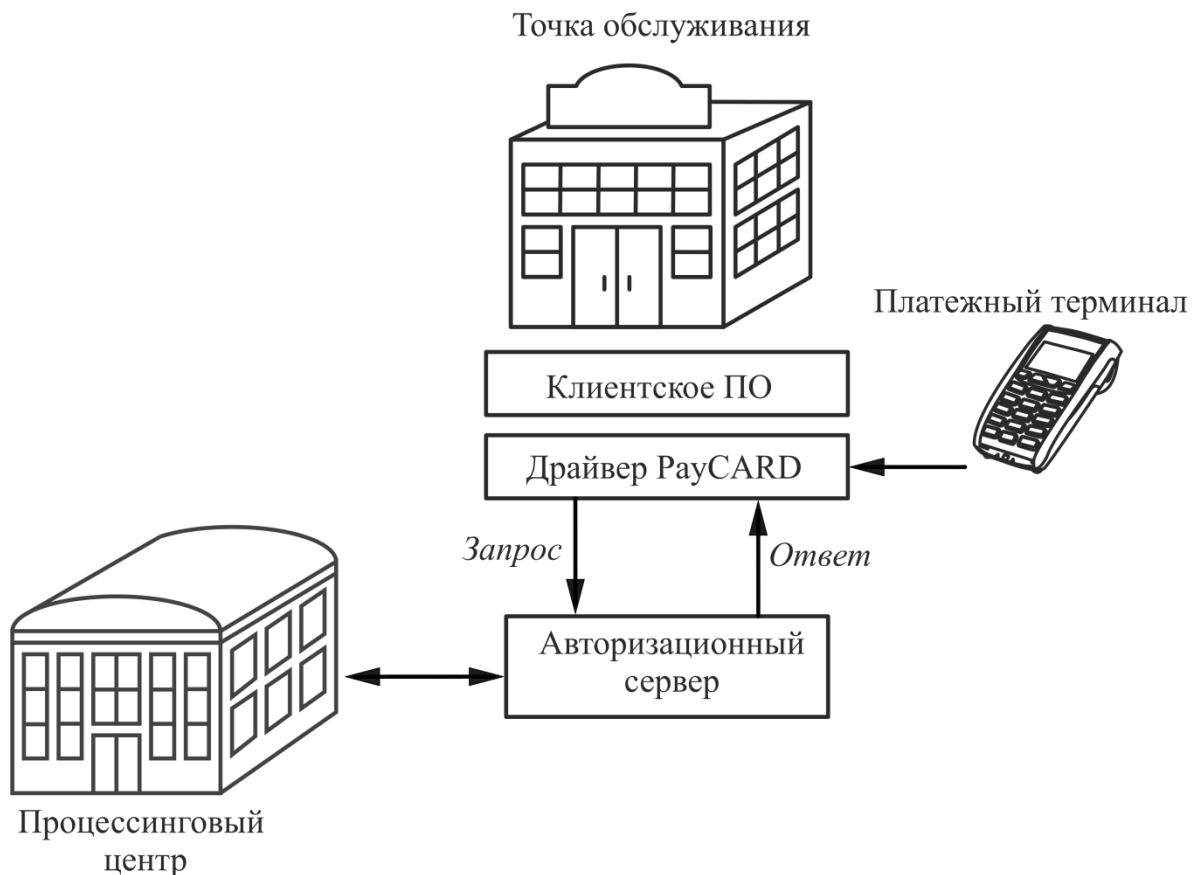 Точка обслуживания
Платежный терминал
Клиентское ПО
Драйвер PayCARD
Запрос
Ответ
Авторизационный
сервер
Процессинговый
центр